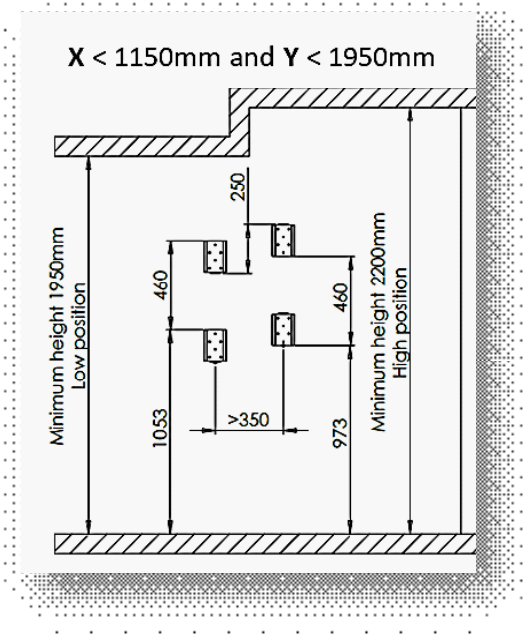 X < 1150mm and Y < 1950mm
250
460
460
Minimum height 1950mm
Low position
Minimum height 2200mm
High position
>350
1053
973